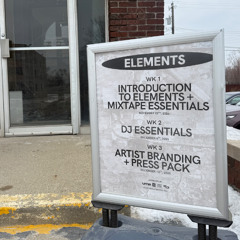 ELEMENTS
WK 1
INTRODUCTION
TO ELEMENTS +
MIXTAPE ESSENTIALS
WK 2
DJ ESSENTIALS
WK 3
ARTIST BRANDING
+ PRESS PACK